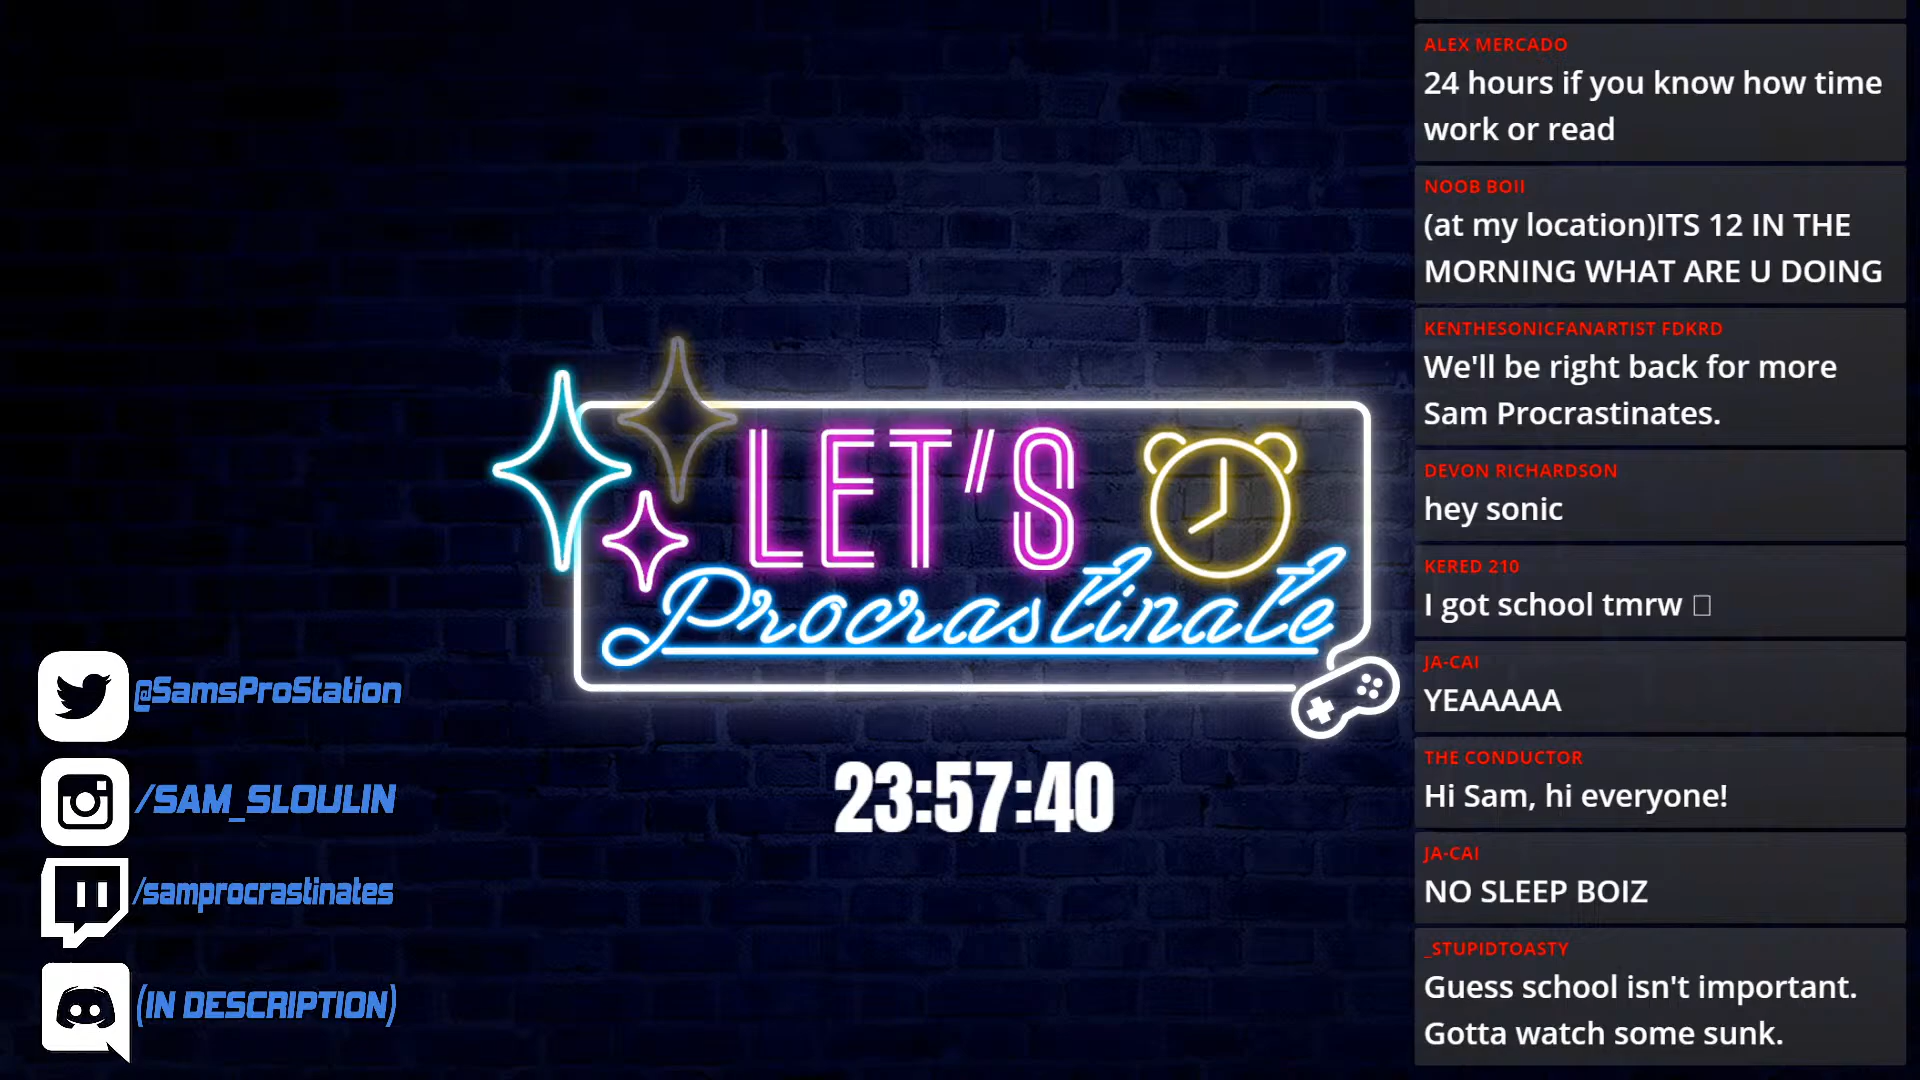 LET'S
Procrastinate
23:57:40
@SamsProStation
/SAM_SLOULIN
/samprocrastinates
(IN DESCRIPTION)
ALEX MERCADO
24 hours if you know how time
work or read
NOOB BOII
(at my location)ITS 12 IN THE
MORNING WHAT ARE U DOING
KENTHESONICFANARTIST FDKRD
We'll be right back for more
Sam Procrastinates.
DEVON RICHARDSON
hey sonic
KERED 210
I got school tmrw
JA-CAI
YEAAAAA
THE CONDUCTOR
Hi Sam, hi everyone!
JA-CAI
NO SLEEP BOIZ
_STUPIDTOASTY
Guess school isn't important.
Gotta watch some sunk.